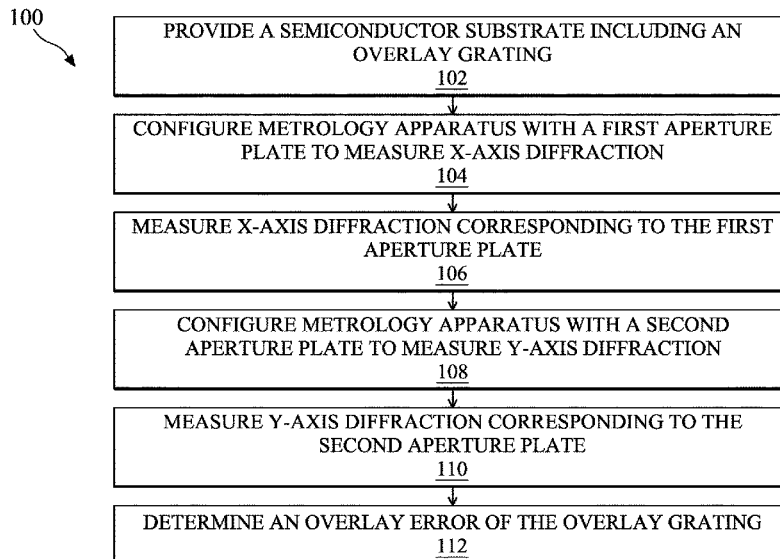 100
PROVIDE A SEMICONDUCTOR SUBSTRATE INCLUDING AN
OVERLAY GRATING
102
CONFIGURE METROLOGY APPARATUS WITH A FIRST APERTURE
PLATE TO MEASURE X-AXIS DIFFRACTION
104
MEASURE X-AXIS DIFFRACTION CORRESPONDING TO THE FIRST
APERTURE PLATE
106
CONFIGURE METROLOGY APPARATUS WITH A SECOND
APERTURE PLATE TO MEASURE Y-AXIS DIFFRACTION
108
MEASURE Y-AXIS DIFFRACTION CORRESPONDING TO THE
SECOND APERTURE PLATE
110
DETERMINE AN OVERLAY ERROR OF THE OVERLAY GRATING
112